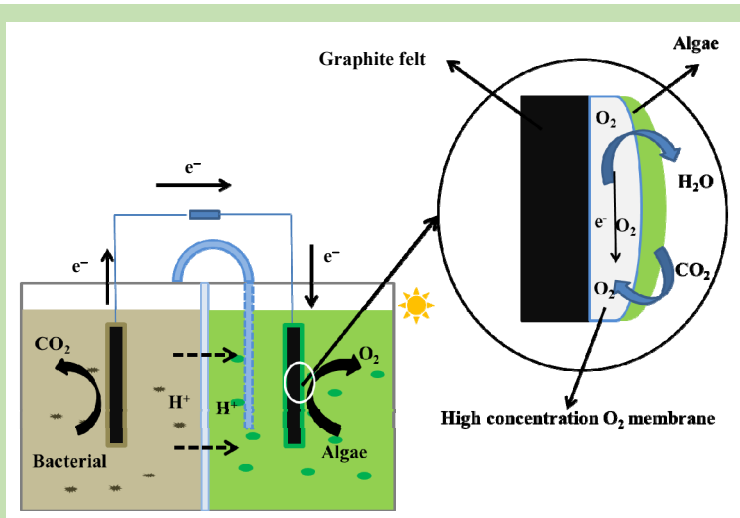 Graphite felt
Algae
O₂
H₂O
e⁻ O₂
CO₂
O₂
High concentration O₂ membrane
e⁻
e⁻
e⁻
CO₂
O₂
H⁺
H⁺
Bacterial
Algae